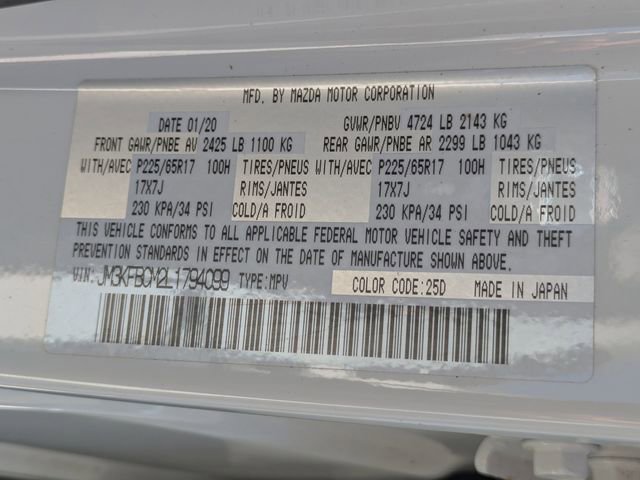 MFD. BY MAZDA MOTOR CORPORATION
DATE 01/20 GVWR/PNBV 4724 LB 2143 KG
FRONT GAWR/PNBE AV 2425 LB 1100 KG REAR GAWR/PNBE AR 2299 LB 1043 KG
WITH/AVEC P225/65R17 100H TIRES/PNEUS WITH/AVEC P225/65R17 100H TIRES/PNEUS
17X7J RIMS/JANTES 17X7J RIMS/JANTES
230 KPA/34 PSI COLD/A FROID 230 KPA/34 PSI COLD/A FROID
THIS VEHICLE CONFORMS TO ALL APPLICABLE FEDERAL MOTOR VEHICLE SAFETY AND THEFT
PREVENTION STANDARDS IN EFFECT ON THE DATE OF MANUFACTURE SHOWN ABOVE.
VIN: JM3KFBCM2L1794099 TYPE:MPV COLOR CODE:25D MADE IN JAPAN